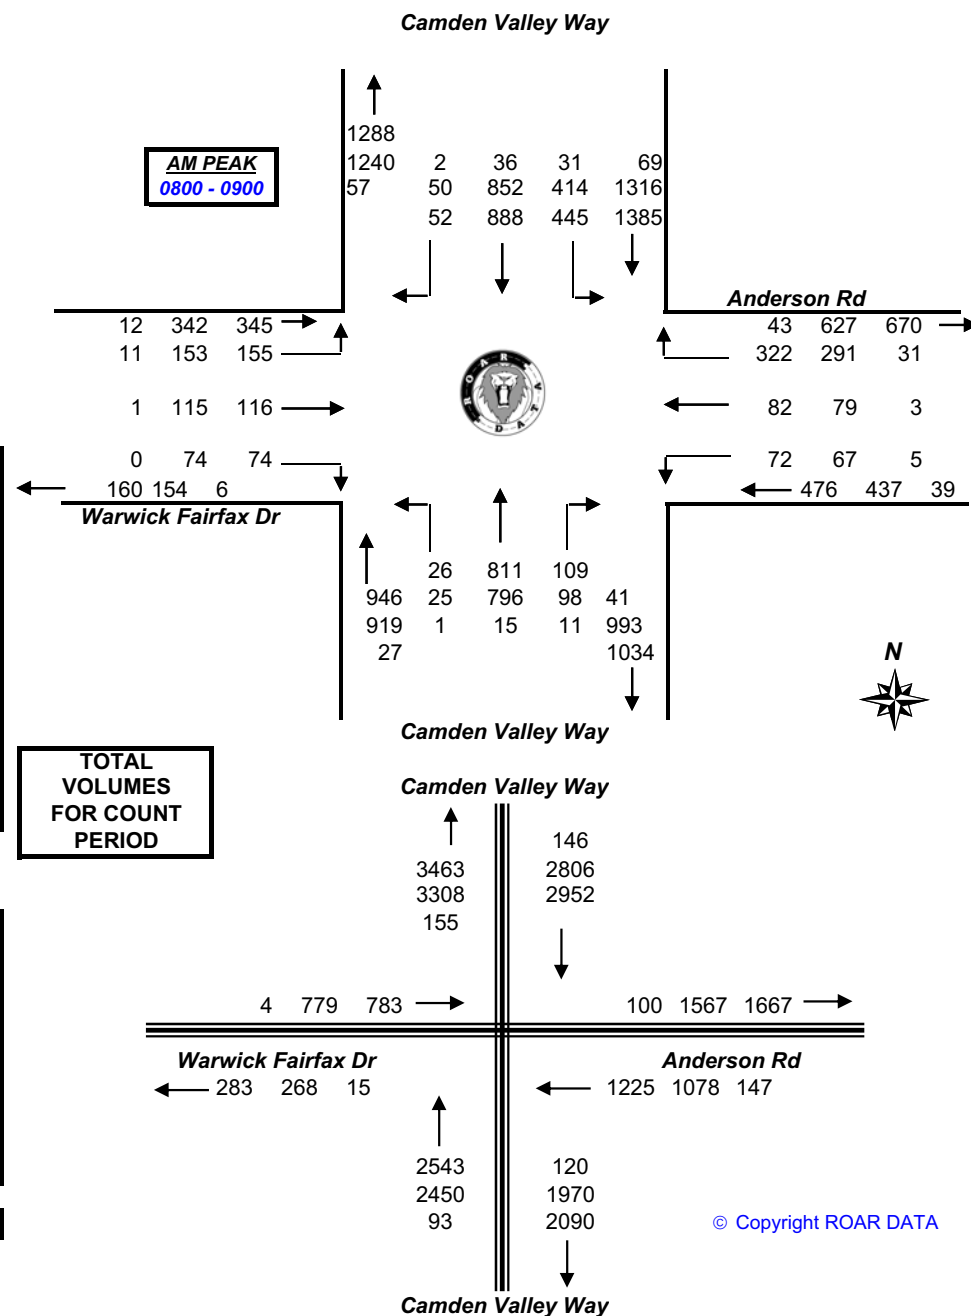 Camden Valley Way
1288
AM PEAK
0800 - 0900
1240 2 36 31 69
57 50 852 414 1316
52 888 445 1385
Anderson Rd
12 342 345
43 627 670
11 153 155
322 291 31
1 115 116
82 79 3
0 74 74
72 67 5
160 154 6
476 437 39
Warwick Fairfax Dr
ROAR DATA
26 811 109
946 25 796 98 41
919 1 15 11 993
27 1034
N
Camden Valley Way
TOTAL
VOLUMES
FOR COUNT
PERIOD
Camden Valley Way
146
3463 2806
3308 2952
155
4 779 783
100 1567 1667
Warwick Fairfax Dr
Anderson Rd
283 268 15
1225 1078 147
2543 120
2450 1970
93 2090
© Copyright ROAR DATA
Camden Valley Way